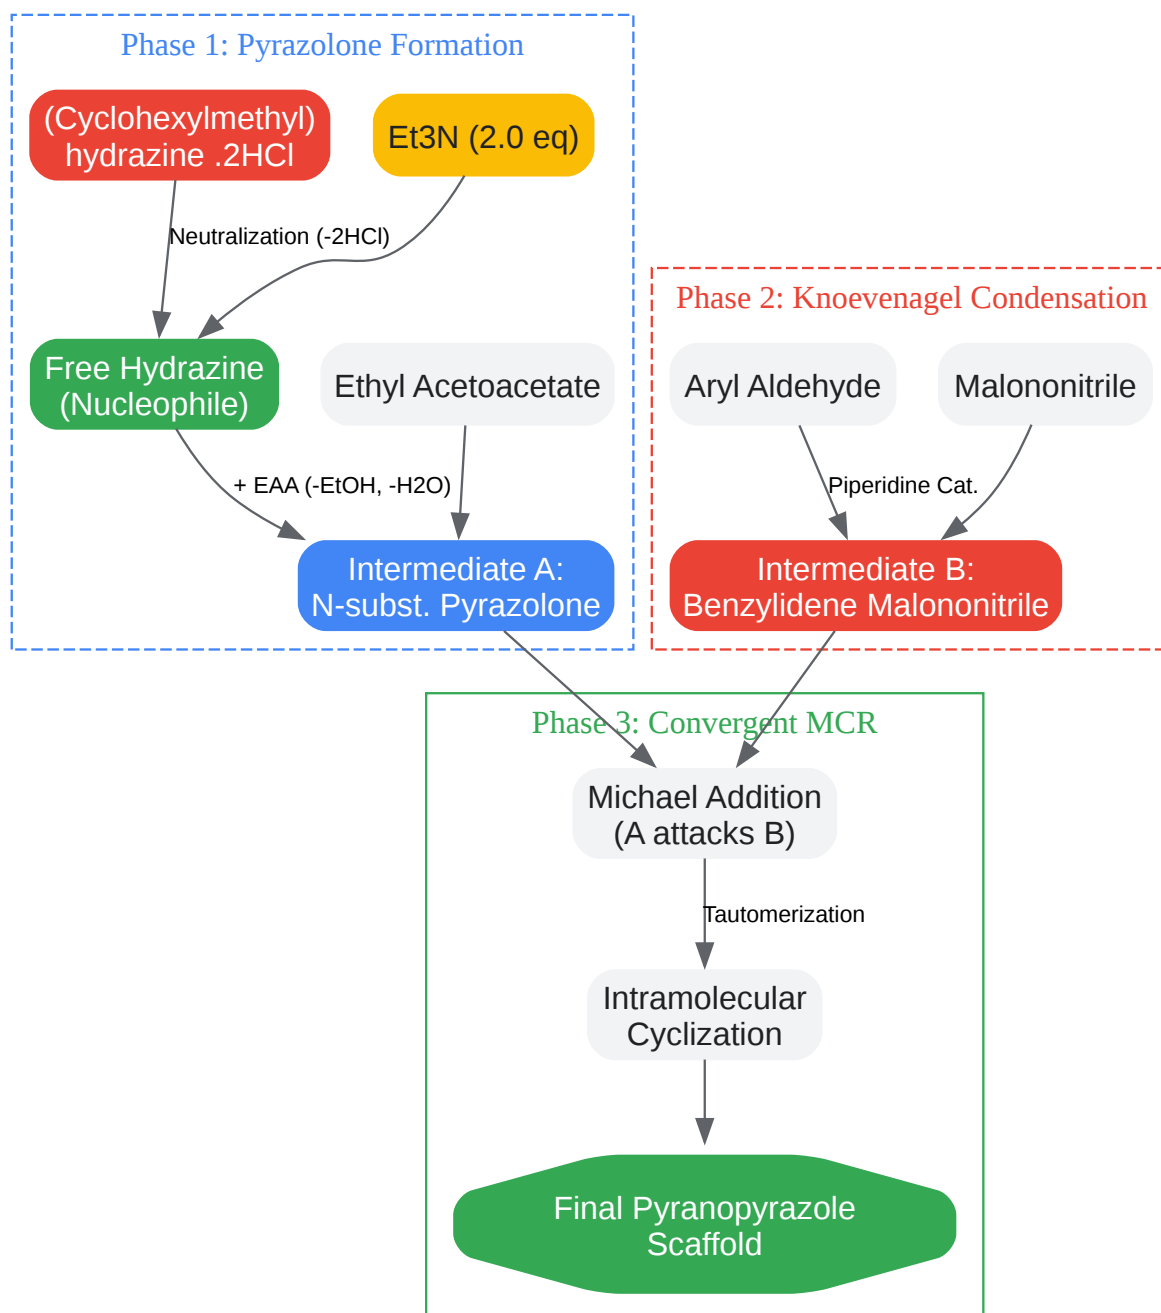 Phase 1: Pyrazolone Formation
(Cyclohexylmethyl)
hydrazine .2HCl
Et3N (2.0 eq)
Neutralization (-2HCl)
Free Hydrazine
(Nucleophile)
Ethyl Acetoacetate
+ EAA (-EtOH, -H2O)
Intermediate A:
N-subst. Pyrazolone
Phase 2: Knoevenagel Condensation
Aryl Aldehyde
Malononitrile
Piperidine Cat.
Intermediate B:
Benzylidene Malononitrile
Phase 3: Convergent MCR
Michael Addition
(A attacks B)
Tautomerization
Intramolecular
Cyclization
Final Pyranopyrazole
Scaffold